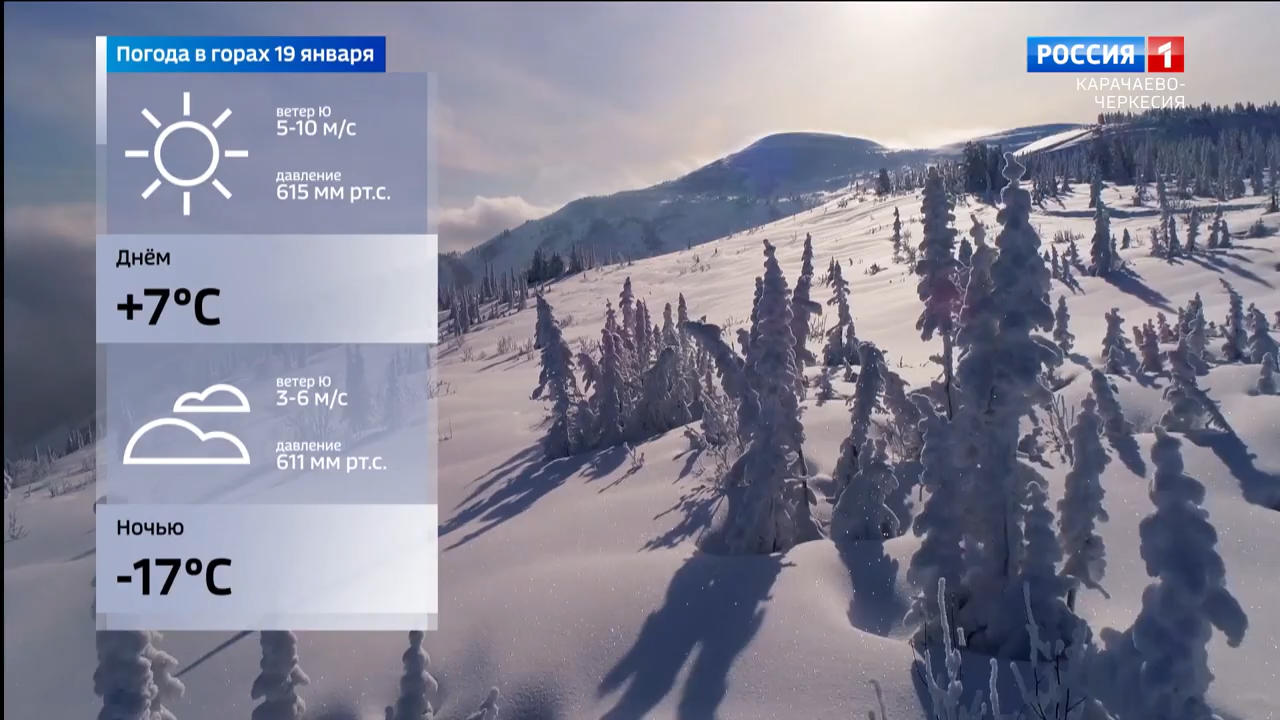 Погода в горах 19 января
РОССИЯ 1
КАРАЧАЕВО-
ЧЕРКЕСИЯ
ветер Ю
5-10 м/с
давление
615 мм рт.с.
Днём
+7°C
ветер Ю
3-6 м/с
давление
611 мм рт.с.
Ночью
-17°C